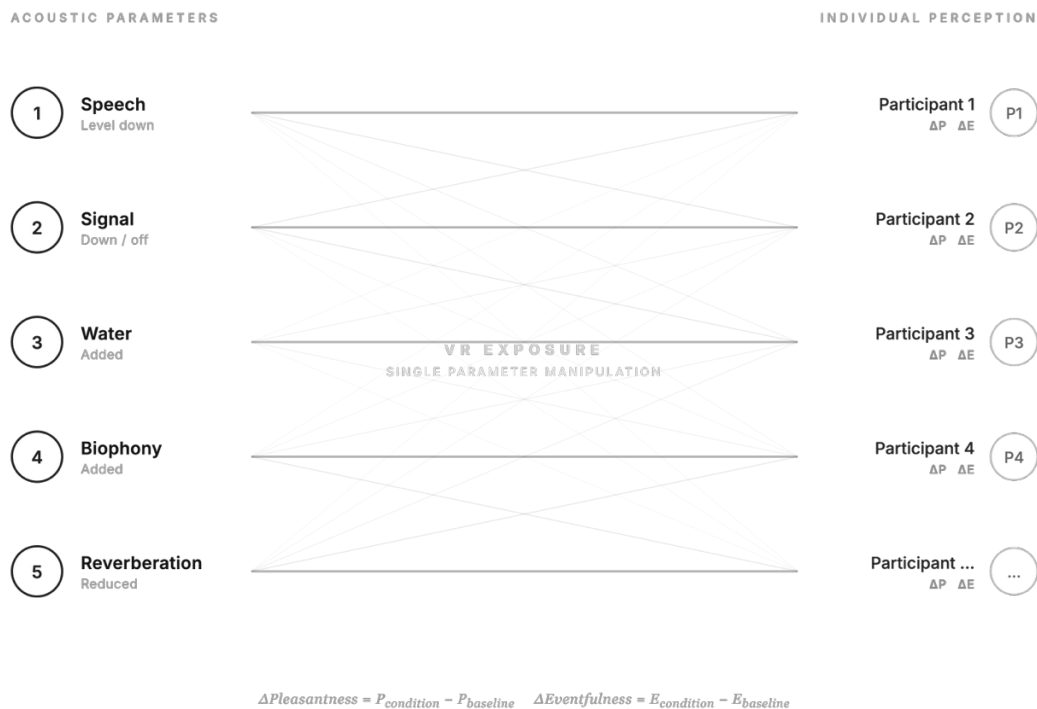 ACOUSTIC PARAMETERS
INDIVIDUAL PERCEPTION
1
Speech
Level down
Participant 1
ΔP ΔE
P1
2
Signal
Down / off
Participant 2
ΔP ΔE
P2
3
Water
Added
VR EXPOSURE
SINGLE PARAMETER MANIPULATION
Participant 3
ΔP ΔE
P3
4
Biophony
Added
Participant 4
ΔP ΔE
P4
5
Reverberation
Reduced
Participant ...
ΔP ΔE
...
ΔPleasantness = P_condition − P_baseline ΔEventfulness = E_condition − E_baseline